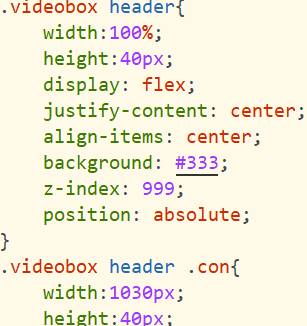 .videobox header{
width:100%;
height:40px;
display: flex;
justify-content: center;
align-items: center;
background: #333;
z-index: 999;
position: absolute;
}
.videobox header .con{
width:1030px;
height:40px;